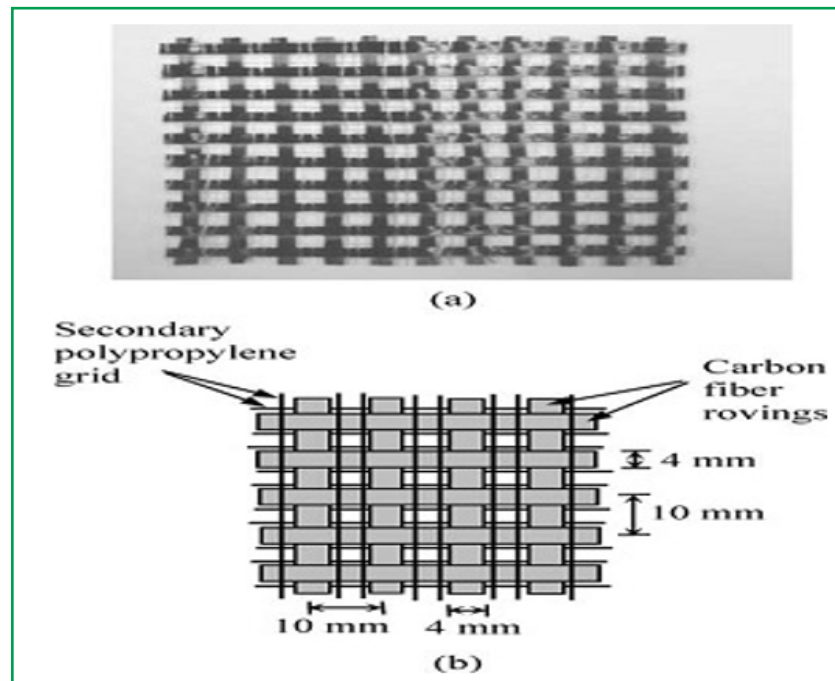 (a)
Secondary
polypropylene
grid
Carbon
fiber
rovings
4 mm
10 mm
10 mm
4 mm
(b)